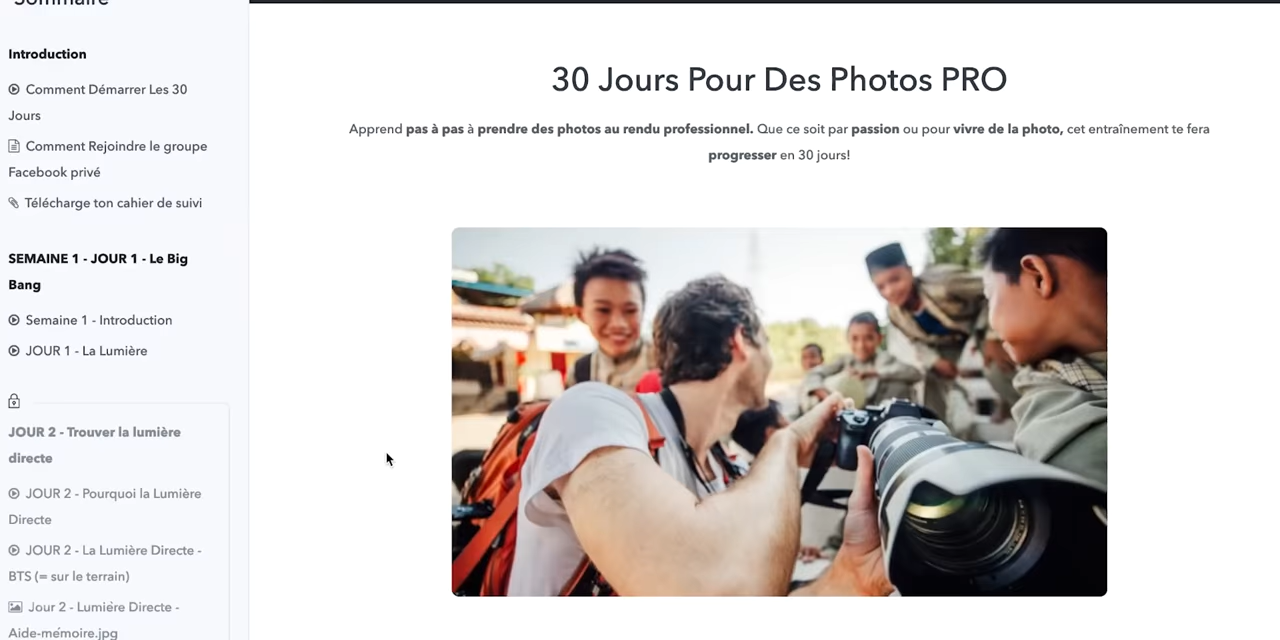 Sommaire
Introduction
Comment Démarrer Les 30
Jours
Comment Rejoindre le groupe
Facebook privé
Télécharge ton cahier de suivi
SEMAINE 1 - JOUR 1 - Le Big
Bang
Semaine 1 - Introduction
JOUR 1 - La Lumière
JOUR 2 - Trouver la lumière
directe
JOUR 2 - Pourquoi la Lumière
Directe
JOUR 2 - La Lumière Directe -
BTS (= sur le terrain)
Jour 2 - Lumière Directe -
Aide-mémoire.jpg
30 Jours Pour Des Photos PRO
Apprend pas à pas à prendre des photos au rendu professionnel. Que ce soit par passion ou pour vivre de la photo, cet entraînement te fera
progresser en 30 jours!